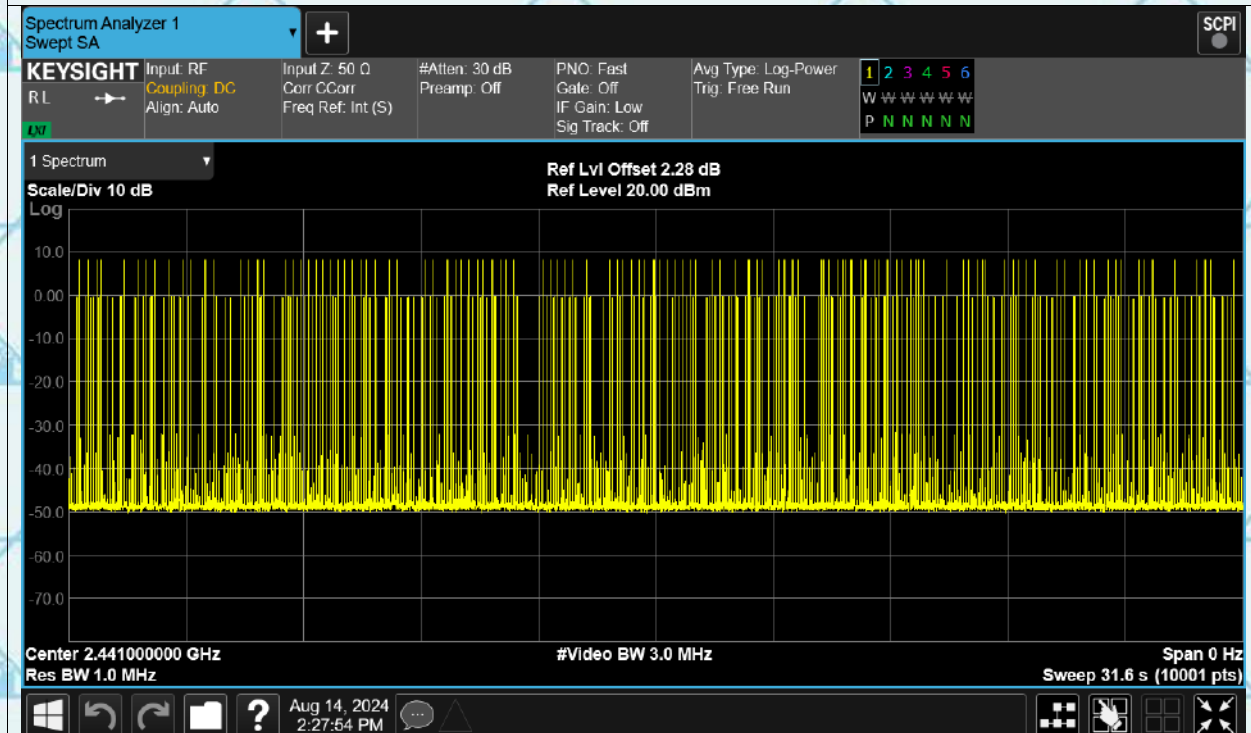 Spectrum Analyzer 1
Swept SA
+
SCPI
KEYSIGHT
R L
LXI
Input: RF
Coupling: DC
Align: Auto
Input Z: 50 Ω
Corr CCorr
Freq Ref: Int (S)
#Atten: 30 dB
Preamp: Off
PNO: Fast
Gate: Off
IF Gain: Low
Sig Track: Off
Avg Type: Log-Power
Trig: Free Run
1 2 3 4 5 6
W W W W W W
P N N N N N
1 Spectrum
Scale/Div 10 dB
Ref Lvl Offset 2.28 dB
Ref Level 20.00 dBm
Log
10.0
0.00
-10.0
-20.0
-30.0
-40.0
-50.0
-60.0
-70.0
Center 2.441000000 GHz
#Video BW 3.0 MHz
Span 0 Hz
Res BW 1.0 MHz
Sweep 31.6 s (10001 pts)
?
Aug 14, 2024
2:27:54 PM